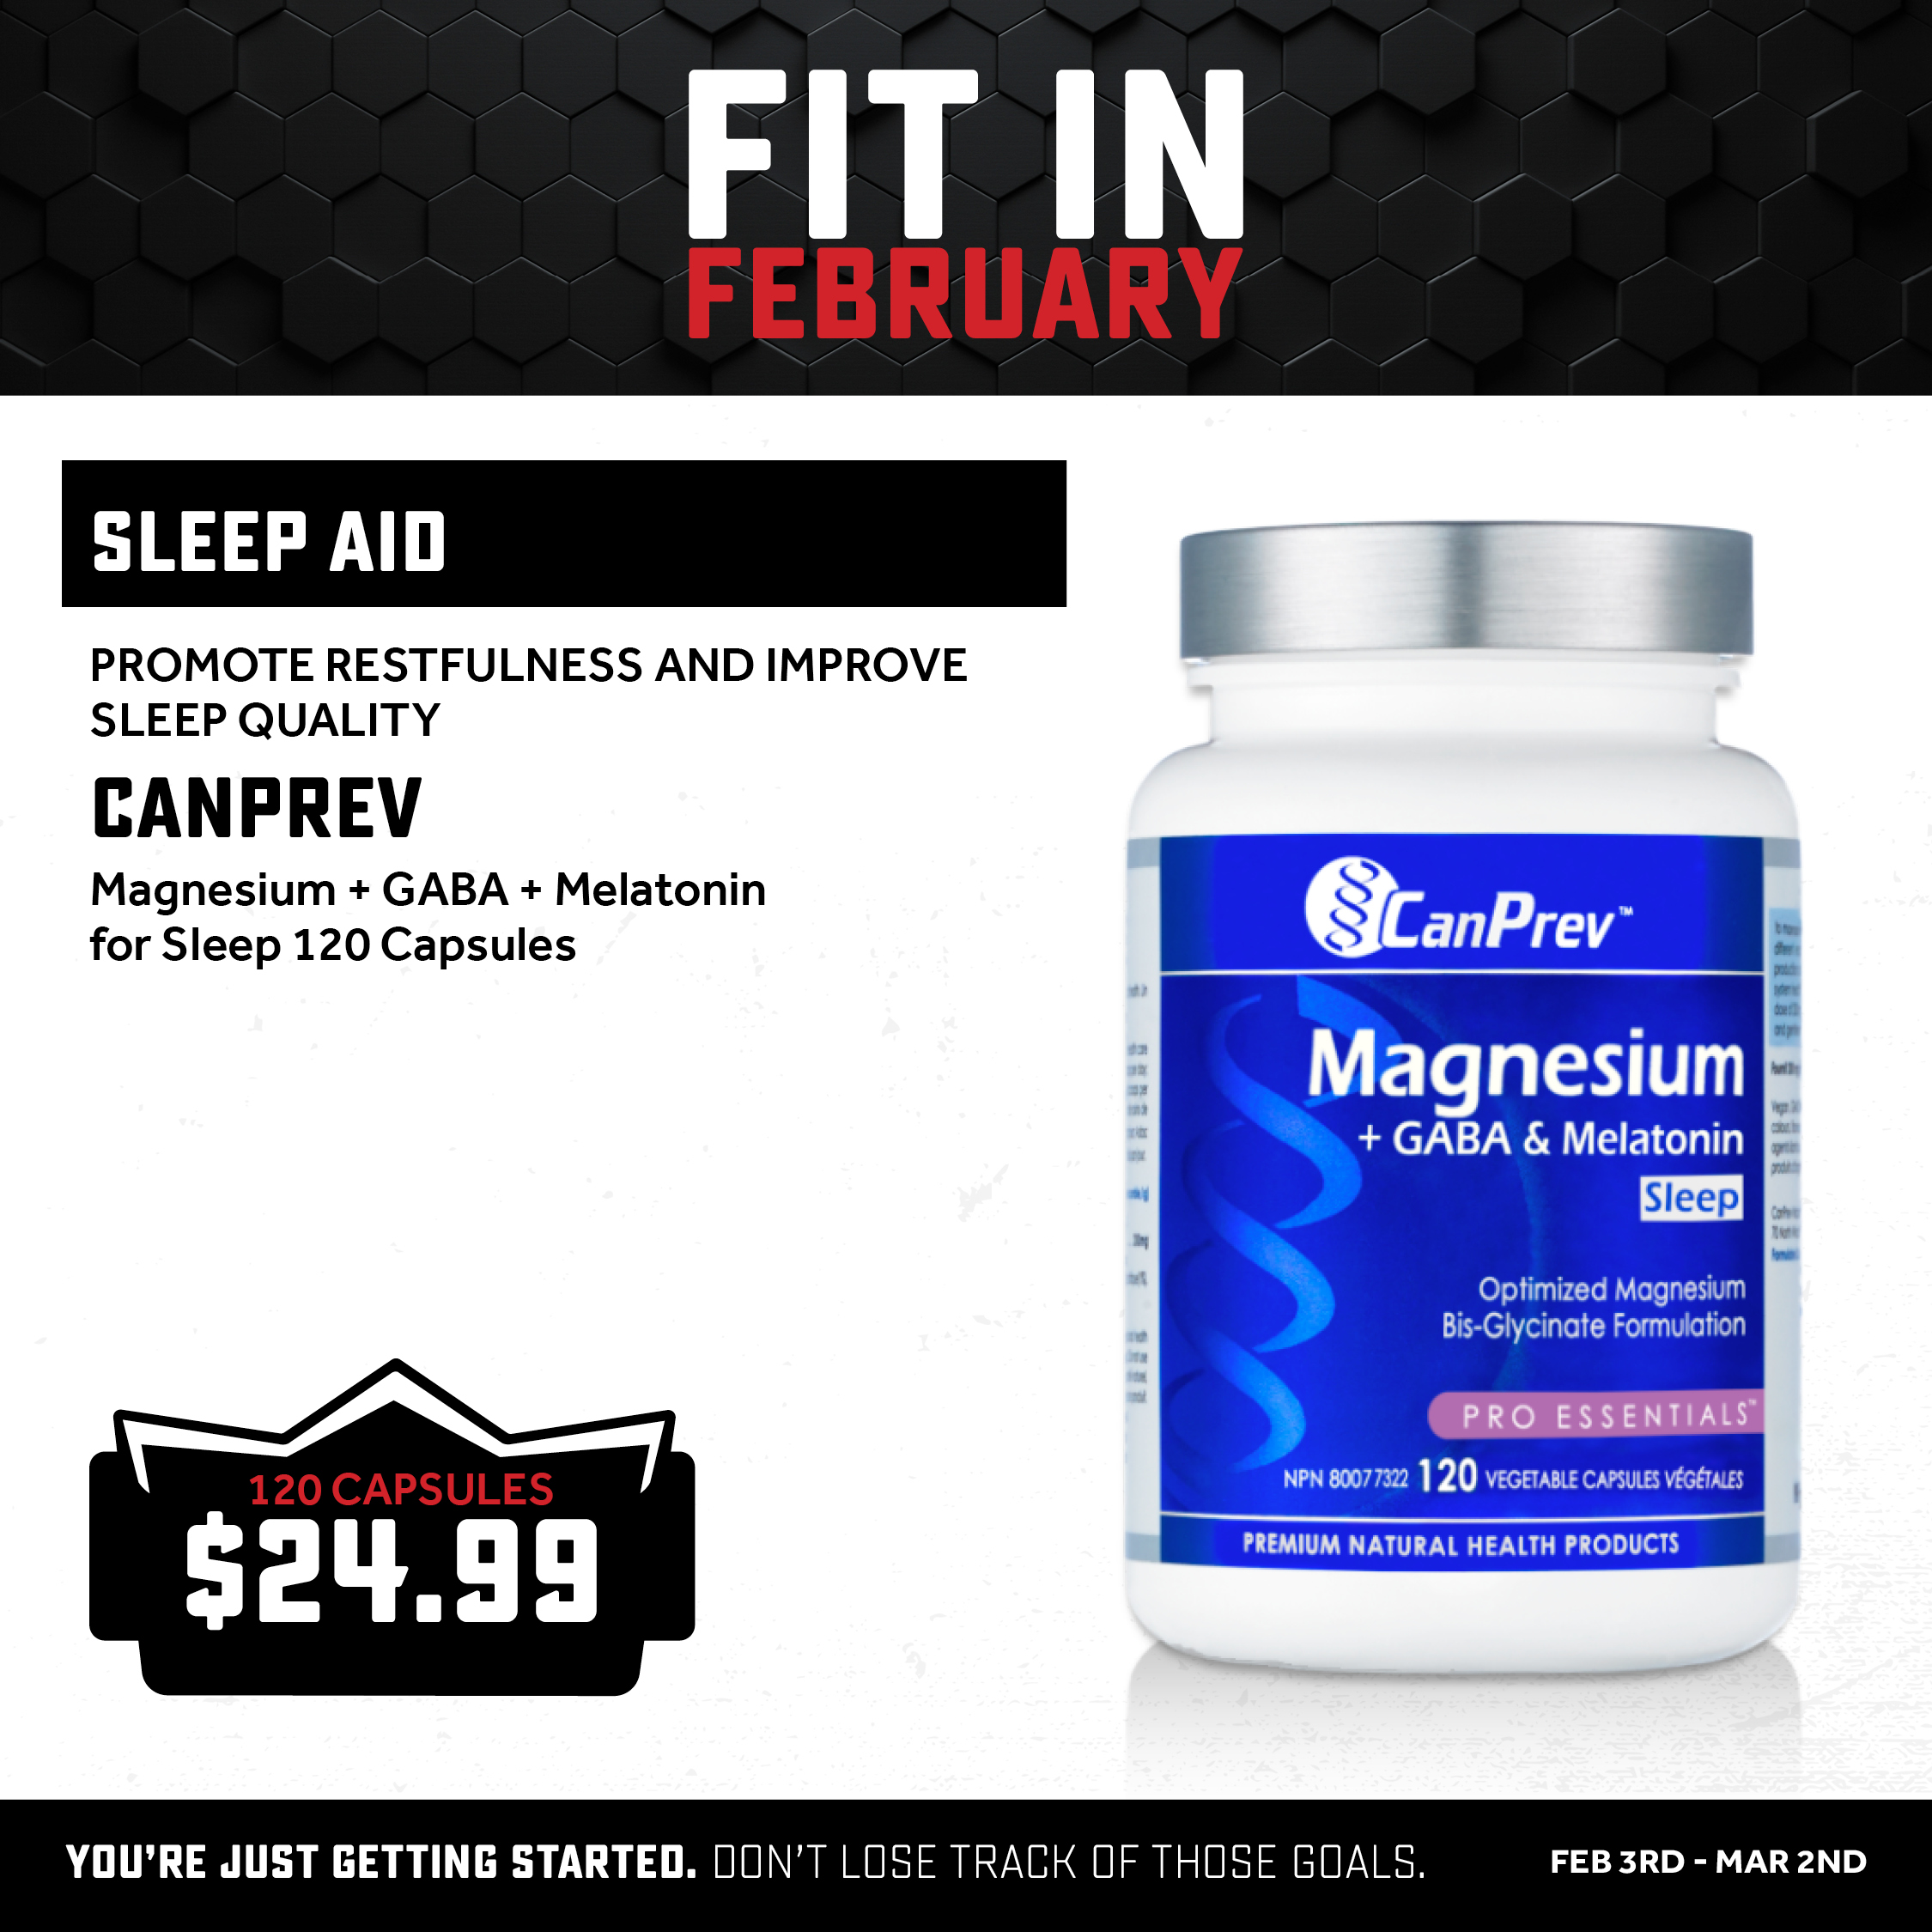 FIT IN
FEBRUARY
SLEEP AID
PROMOTE RESTFULNESS AND IMPROVE
SLEEP QUALITY
CANPREV
Magnesium + GABA + Melatonin
for Sleep 120 Capsules
120 CAPSULES
$24.99
CanPrev™
Magnesium
+ GABA & Melatonin
Sleep
Optimized Magnesium
Bis-Glycinate Formulation
PRO ESSENTIALS™
NPN 80077322 120 VEGETABLE CAPSULES VÉGÉTALES
PREMIUM NATURAL HEALTH PRODUCTS
YOU'RE JUST GETTING STARTED. DON'T LOSE TRACK OF THOSE GOALS.
FEB 3RD - MAR 2ND